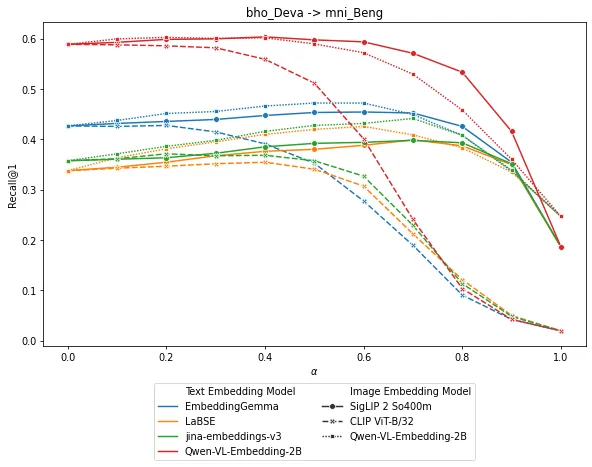 bho_Deva -> mni_Beng
Recall@1
0.6
0.5
0.4
0.3
0.2
0.1
0.0
0.0 0.2 0.4 0.6 0.8 1.0
α
Text Embedding Model
EmbeddingGemma
LaBSE
jina-embeddings-v3
Qwen-VL-Embedding-2B
Image Embedding Model
SigLIP 2 So400m
CLIP ViT-B/32
Qwen-VL-Embedding-2B